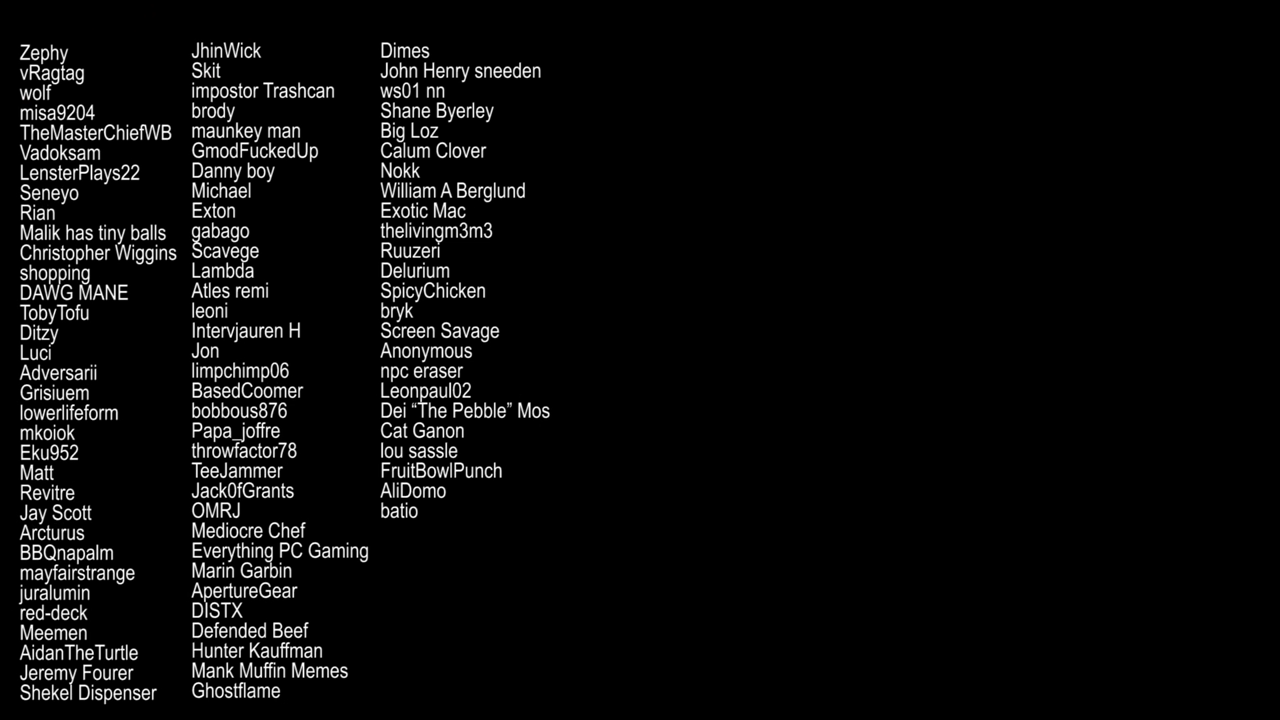 Zephy
vRagtag
wolf
misa9204
TheMasterChiefWB
Vadoksam
LensterPlays22
Seneyo
Rian
Malik has tiny balls
Christopher Wiggins
shopping
DAWG MANE
TobyTofu
Ditzy
Luci
Adversarii
Grisiuem
lowerlifeform
mkoiok
Eku952
Matt
Revitre
Jay Scott
Arcturus
BBQnapalm
mayfairstrange
juralumin
red-deck
Meemen
AidanTheTurtle
Jeremy Fourer
Shekel Dispenser
JhinWick
Skit
impostor Trashcan
brody
maunkey man
GmodFuckedUp
Danny boy
Michael
Exton
gabago
Scavege
Lambda
Atles remi
leoni
Intervjauren H
Jon
limpchimp06
BasedCoomer
bobbous876
Papa_joffre
throwfactor78
TeeJammer
Jack0fGrants
OMRJ
Mediocre Chef
Everything PC Gaming
Marin Garbin
ApertureGear
DISTX
Defended Beef
Hunter Kauffman
Mank Muffin Memes
Ghostflame
Dimes
John Henry sneeden
ws01 nn
Shane Byerley
Big Loz
Calum Clover
Nokk
William A Berglund
Exotic Mac
thelivingm3m3
Ruuzeri
Delurium
SpicyChicken
bryk
Screen Savage
Anonymous
npc eraser
Leonpaul02
Dei “The Pebble” Mos
Cat Ganon
lou sassle
FruitBowlPunch
AliDomo
batio